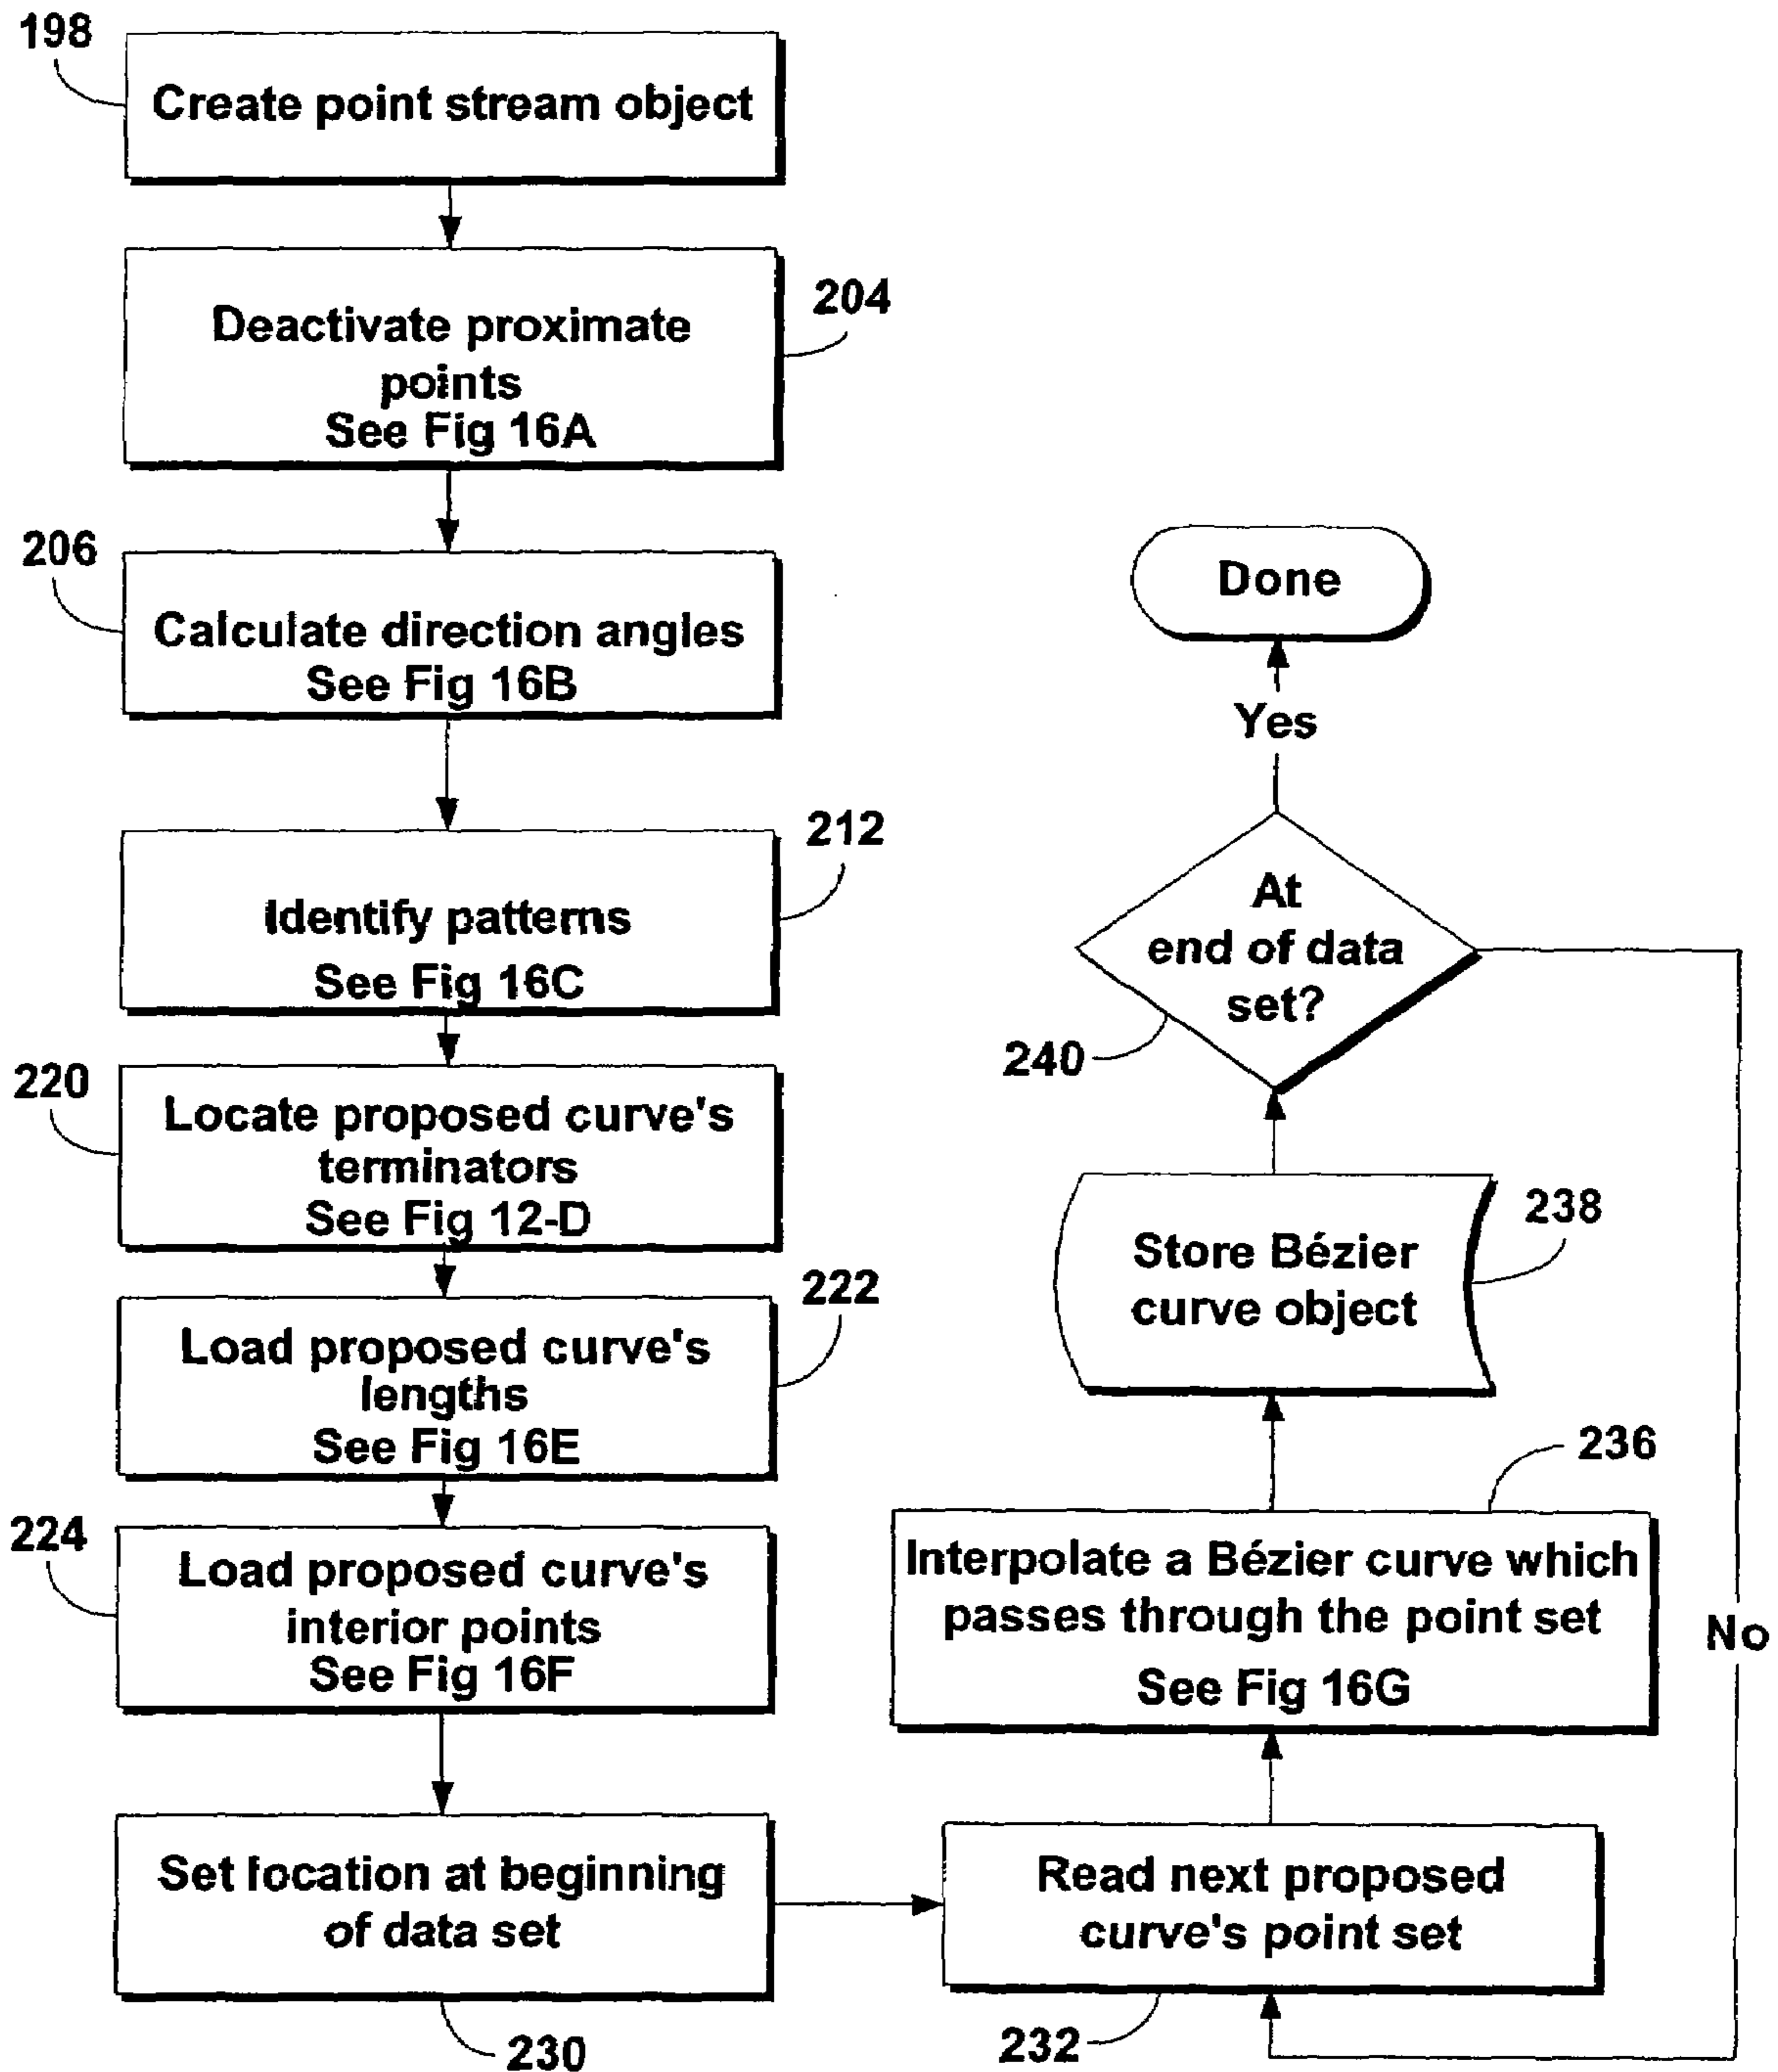 198
Create point stream object
204
Deactivate proximate
points
See Fig 16A
206
Calculate direction angles
See Fig 16B
212
Identify patterns
See Fig 16C
220
Locate proposed curve's
terminators
See Fig 12-D
222
Load proposed curve's
lengths
See Fig 16E
224
Load proposed curve's
interior points
See Fig 16F
Set location at beginning
of data set
230
Read next proposed
curve's point set
232
236
Interpolate a Bézier curve which
passes through the point set
See Fig 16G
238
Store Bézier
curve object
At
end of data
set?
240
Yes
Done
No